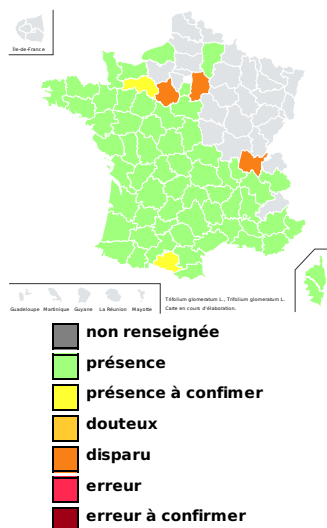 Île-de-France
Guadeloupe Martinique Guyane La Réunion Mayotte
Trifolium glomeratum L., Trifolium glomeratum L.
Carte en cours d'élaboration.
non renseignée
présence
présence à confimer
douteux
disparu
erreur
erreur à confirmer